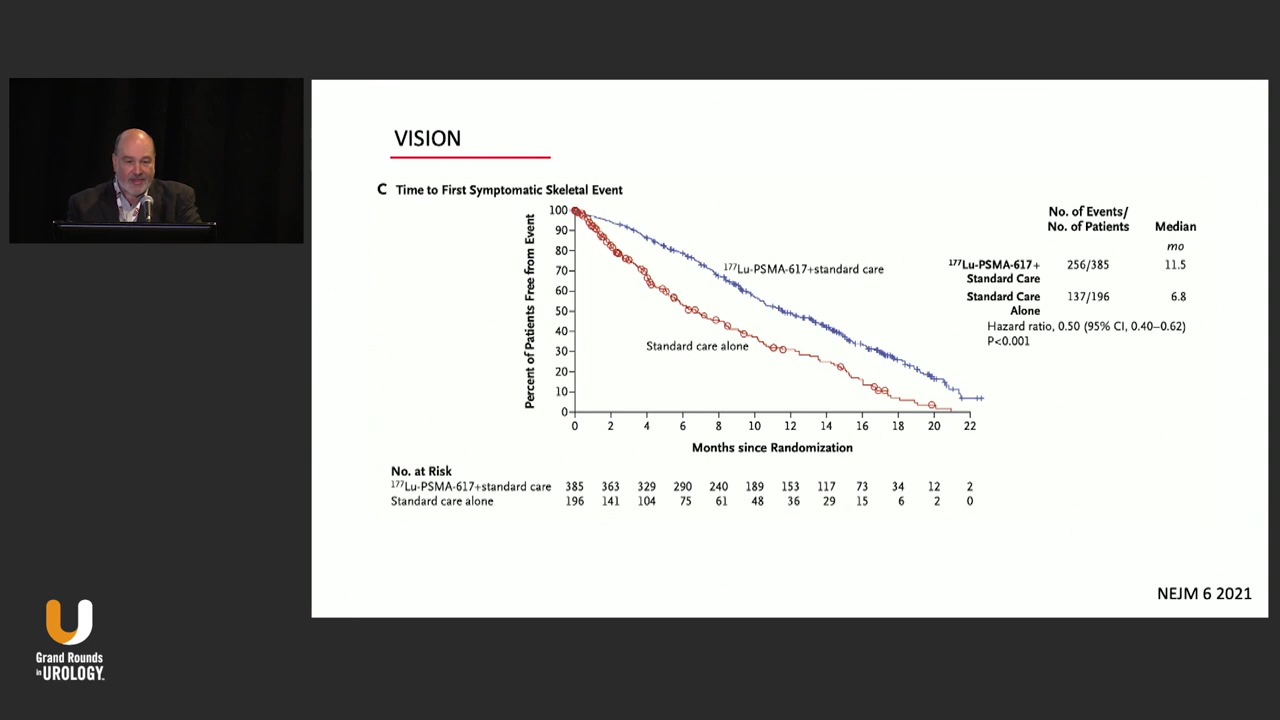 VISION
C Time to First Symptomatic Skeletal Event
Percent of Patients Free from Event
100
90
80
70
60
50
40
30
20
10
0
0 2 4 6 8 10 12 14 16 18 20 22
Months since Randomization
¹⁷⁷Lu-PSMA-617+standard care
Standard care alone
No. of Events/
No. of Patients Median
mo
¹⁷⁷Lu-PSMA-617+ 256/385 11.5
Standard Care
Standard Care 137/196 6.8
Alone
Hazard ratio, 0.50 (95% CI, 0.40–0.62)
P<0.001
No. at Risk
¹⁷⁷Lu-PSMA-617+standard care 385 363 329 290 240 189 153 117 73 34 12 2
Standard care alone 196 141 104 75 61 48 36 29 15 6 2 0
NEJM 6 2021
Grand Rounds
in UROLOGY